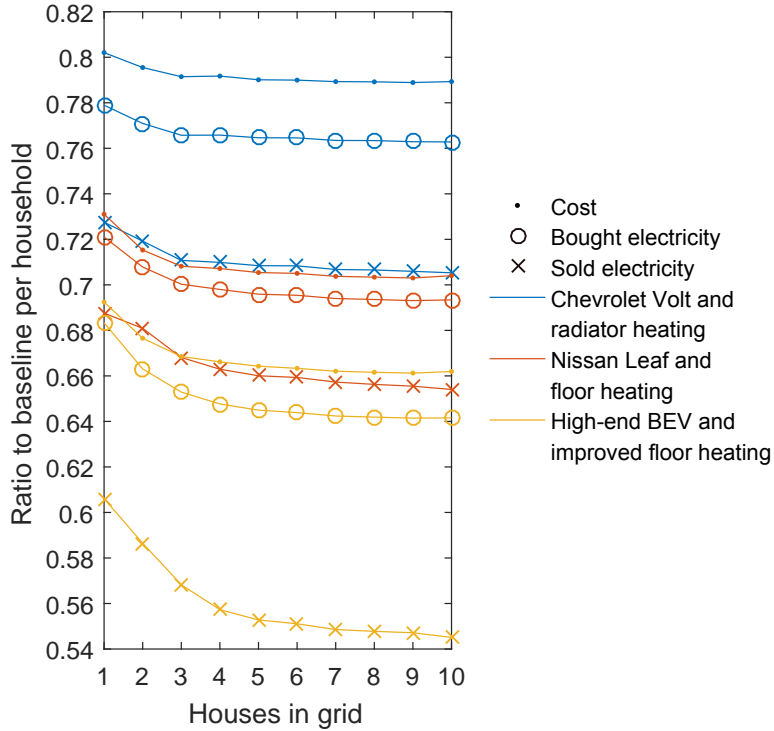 0.82
0.8
0.78
0.76
0.74
0.72
0.7
0.68
0.66
0.64
0.62
0.6
0.58
0.56
0.54
Ratio to baseline per household
1 2 3 4 5 6 7 8 9 10
Houses in grid
Cost
Bought electricity
Sold electricity
Chevrolet Volt and
radiator heating
Nissan Leaf and
floor heating
High-end BEV and
improved floor heating